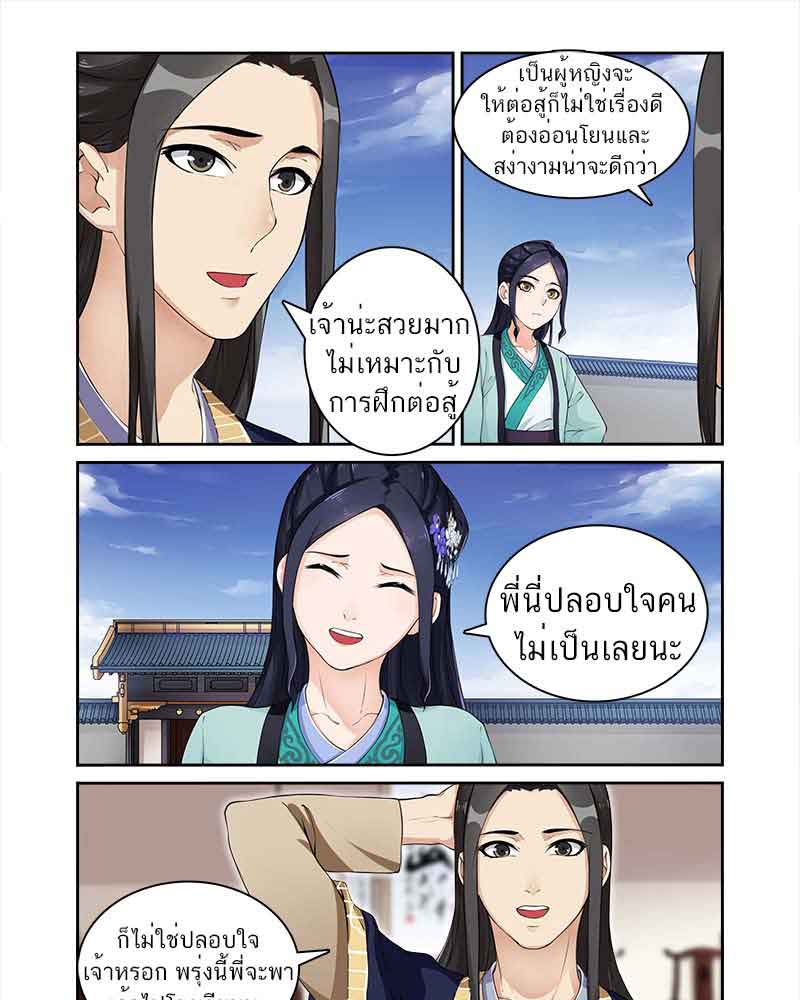 เจ้าน่ะสวยมาก
ไม่เหมาะกับ
การฝึกต่อสู้
เป็นผู้หญิงจะ
ให้ต่อสู้ก็ไม่ใช่เรื่องดี
ต้องอ่อนโยนและ
สง่างามน่าจะดีกว่า
พี่นี่ปลอบใจคน
ไม่เป็นเลยนะ
ก็ไม่ใช่ปลอบใจ
เจ้าหรอก พรุ่งนี้พี่จะพา